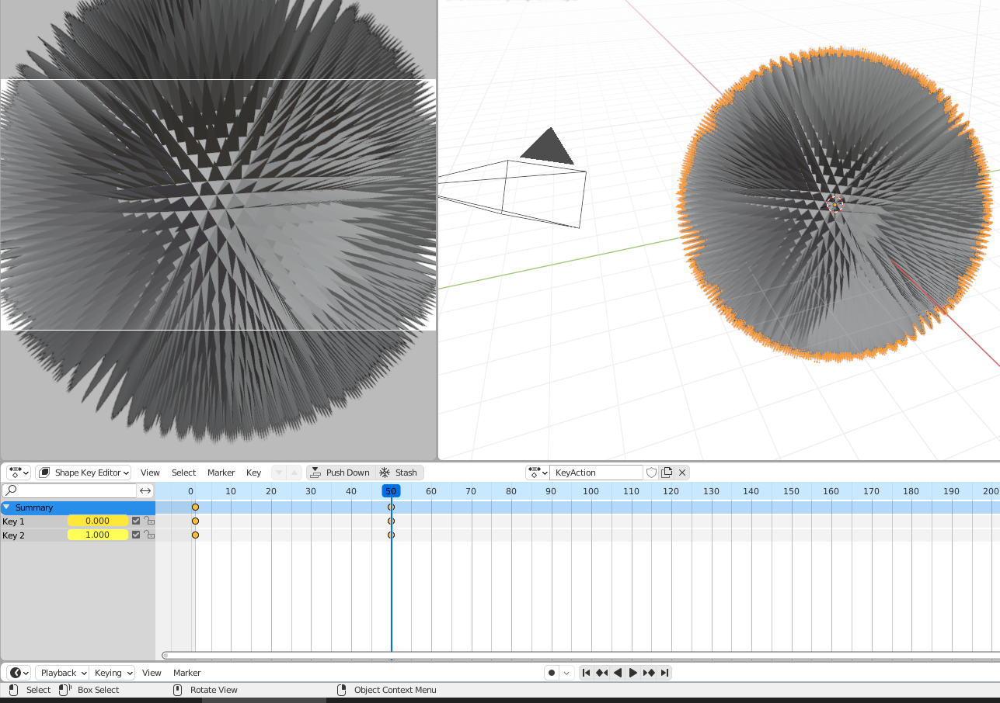 Shape Key Editor View Select Marker Key Push Down Stash KeyAction
0 10 20 30 40 50 60 70 80 90 100 110 120 130 140 150 160 170 180 190 200
Summary
Key 1 0.000
Key 2 1.000
Playback Keying View Marker
Select Box Select Rotate View Object Context Menu